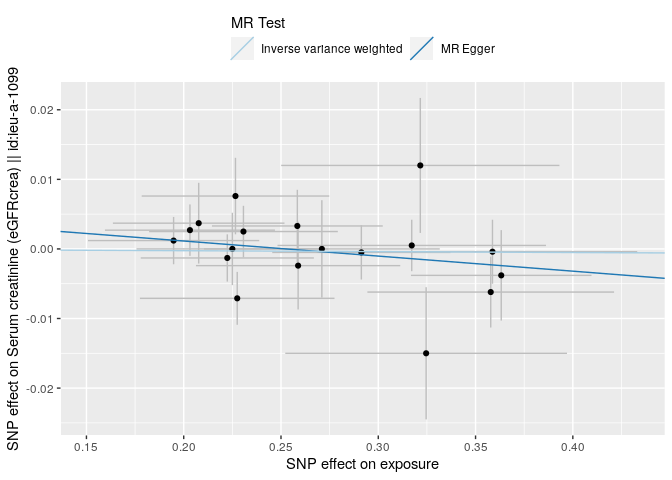 MR Test
Inverse variance weighted
MR Egger
SNP effect on Serum creatinine (eGFRcrea) || id:ieu-a-1099
0.02
0.01
0.00
-0.01
-0.02
0.15 0.20 0.25 0.30 0.35 0.40
SNP effect on exposure